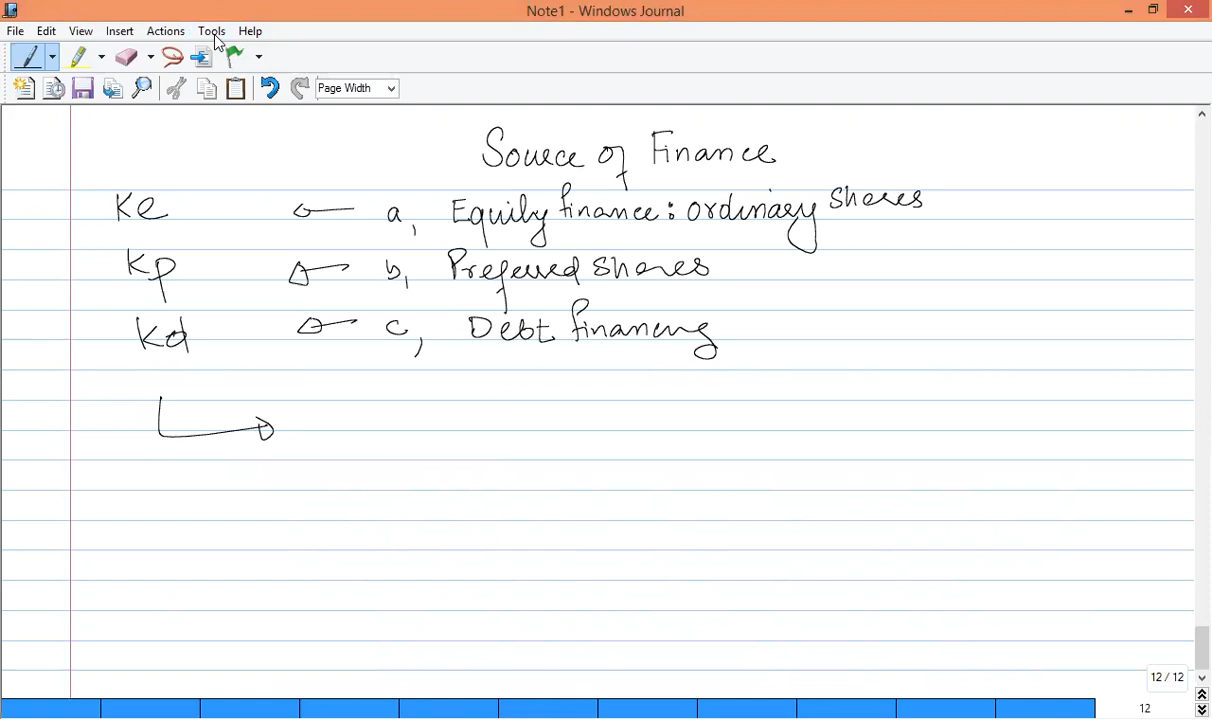 Note1 - Windows Journal
File Edit View Insert Actions Tools Help
Page Width
Source of Finance
Ke a, Equity finance: ordinary shares
Kp b, Preferred shares
Kd c, Debt financing
12 / 12
12